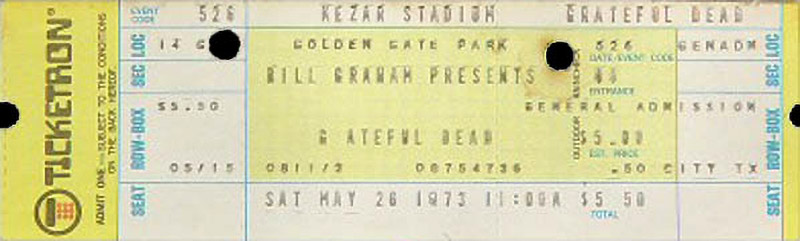 TICKETRON®
ADMIT ONE — SUBJECT TO THE CONDITIONS
ON THE BACK HEREOF
EVENT CODE 526 KEZAR STADIUM GRATEFUL DEAD
SEC LOC 14 GOLDEN GATE PARK 526 GENADM SEC LOC
DATE/EVENT CODE
BILL GRAHAM PRESENTS
ENTRANCE
ROW-BOX $5.50 GENERAL ADMISSION ROW-BOX
G ATEFUL DEAD $5.00
EST. PRICE
05/15 0811/2 08754736 .50 CITY TX
SEAT SAT MAY 26 1973 11:00A $5 50 SEAT
TOTAL